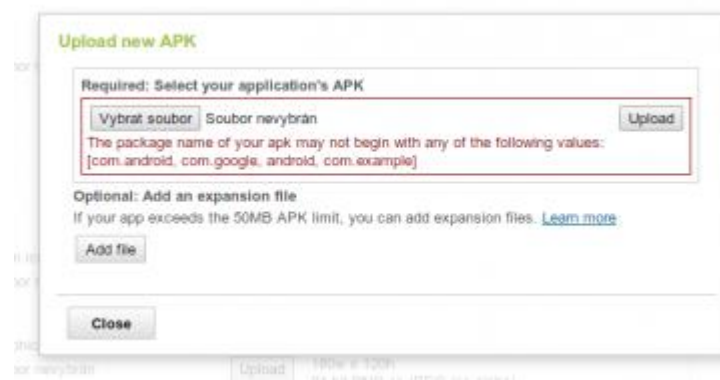 Upload new APK
Required: Select your application's APK
Vybrat soubor Soubor nevybrán Upload
The package name of your apk may not begin with any of the following values:
[com.android, com.google, android, com.example]
Optional: Add an expansion file
If your app exceeds the 50MB APK limit, you can add expansion files. Learn more
Add file
Close
nevybrán Upload 180w x 120h